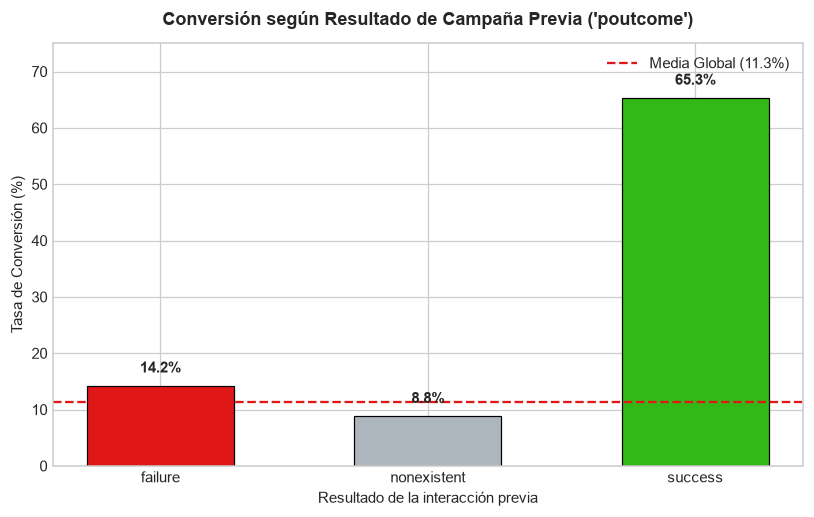 Conversión según Resultado de Campaña Previa ('poutcome')
Media Global (11.3%)
70
65.3%
60
50
40
30
20
14.2%
10
8.8%
0
Tasa de Conversión (%)
failure
nonexistent
success
Resultado de la interacción previa